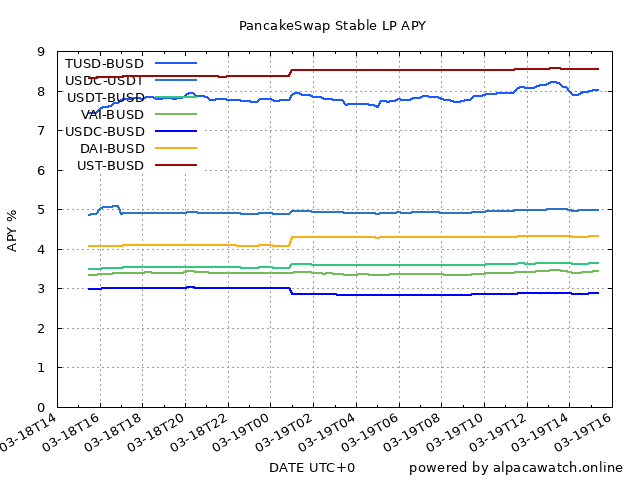 PancakeSwap Stable LP APY
9
8
7
6
5
4
3
2
1
0
APY %
TUSD-BUSD
USDC-USDT
USDT-BUSD
VAI-BUSD
USDC-BUSD
DAI-BUSD
UST-BUSD
03-18T14
03-18T16
03-18T18
03-18T20
03-18T22
03-19T00
03-19T02
03-19T04
03-19T06
03-19T08
03-19T10
03-19T12
03-19T14
03-19T16
DATE UTC+0
powered by alpacawatch.online